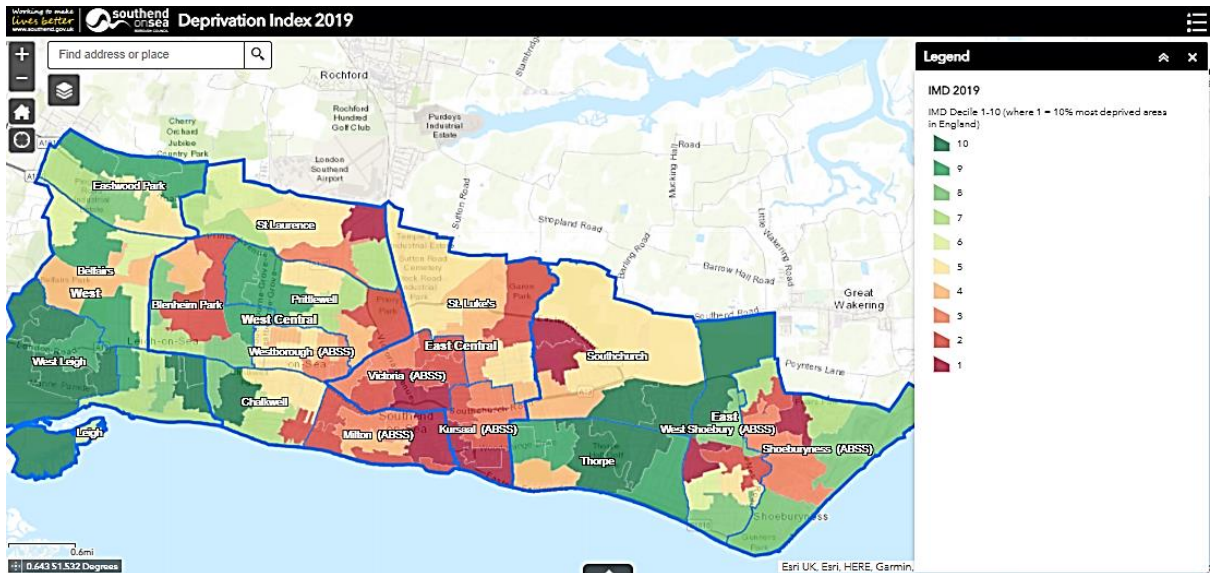 Working to make
lives better
www.southend.gov.uk
southend
on sea
BOROUGH COUNCIL
Deprivation Index 2019
+
−
Find address or place
Legend
IMD 2019
IMD Decile 1-10 (where 1 = 10% most deprived areas
in England)
10
9
8
7
6
5
4
3
2
1
Rochford
Rochford
Hundred
Golf Club
Purdeys
Industrial
Estate
Cherry
Orchard
Jubilee
Country Park
London
Southend
Airport
Stambridge
Sutton Road
Shopland Road
Mucking Hall Road
Barling Road
Little Wakering Road
Barrow Hall Road
Great
Wakering
Southend Road
Poynters Lane
Eastwood Park
St Laurence
Belfairs
West
Blenheim Park
Prittlewell
West Central
St. Luke's
East Central
Southchurch
West Leigh
Leigh-on-Sea
Westborough (ABSS)
Victoria (ABSS)
Chalkwell
Milton (ABSS)
Kursaal (ABSS)
Leigh
Thorpe
East
West Shoebury (ABSS)
Shoeburyness (ABSS)
Shoeburyness
0.6mi
0.643 51.532 Degrees
Esri UK, Esri, HERE, Garmin,